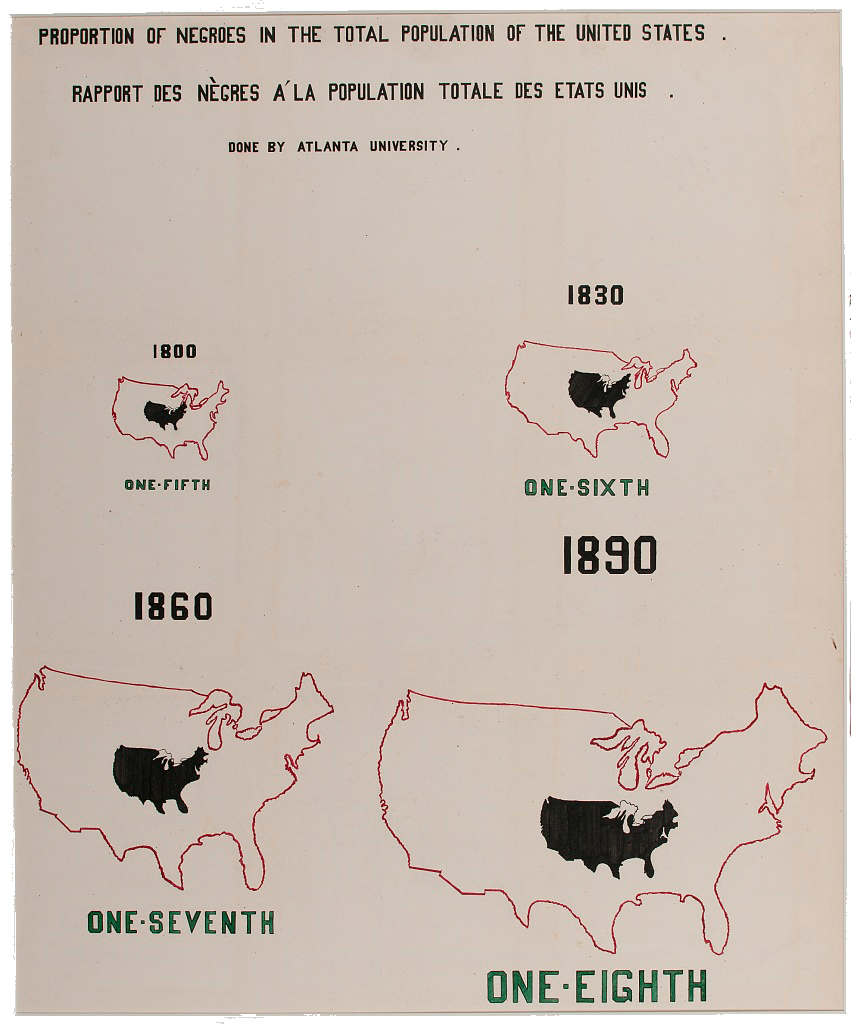 PROPORTION OF NEGROES IN THE TOTAL POPULATION OF THE UNITED STATES .
RAPPORT DES NÈGRES A´LA POPULATION TOTALE DES ETATS UNIS .
DONE BY ATLANTA UNIVERSITY .
1800
ONE-FIFTH
1830
ONE-SIXTH
1860
ONE-SEVENTH
1890
ONE-EIGHTH